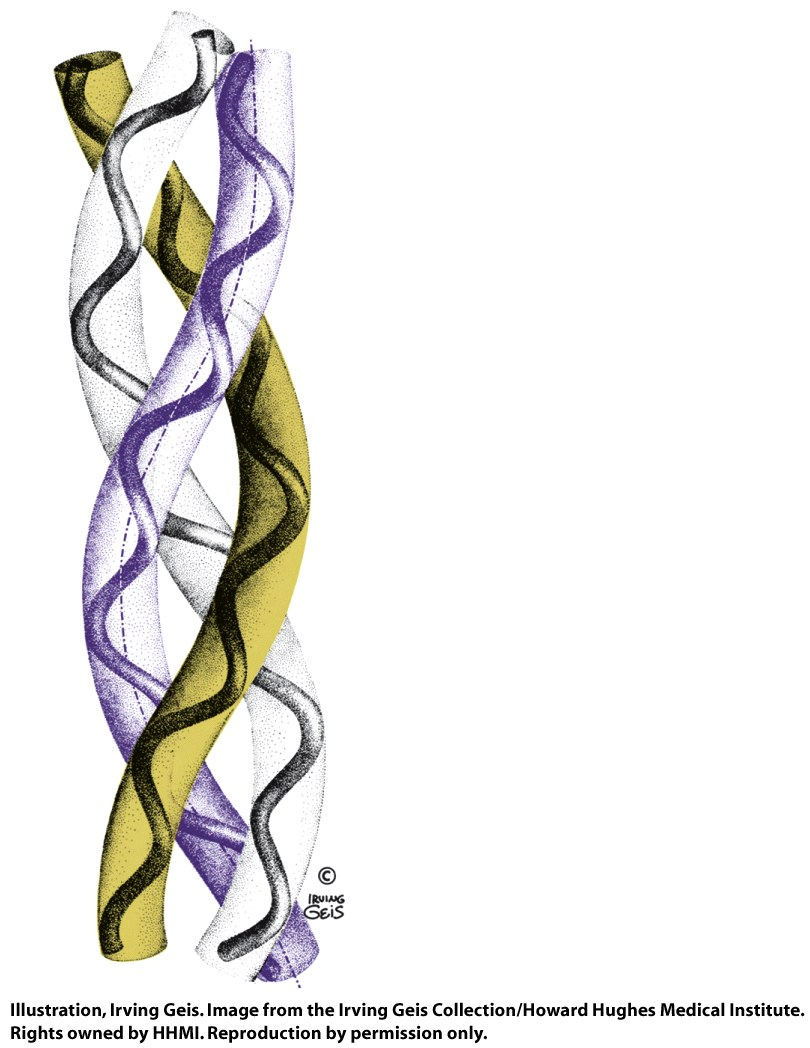 ©
IRVING
GEIS
Illustration, Irving Geis. Image from the Irving Geis Collection/Howard Hughes Medical Institute.
Rights owned by HHMI. Reproduction by permission only.